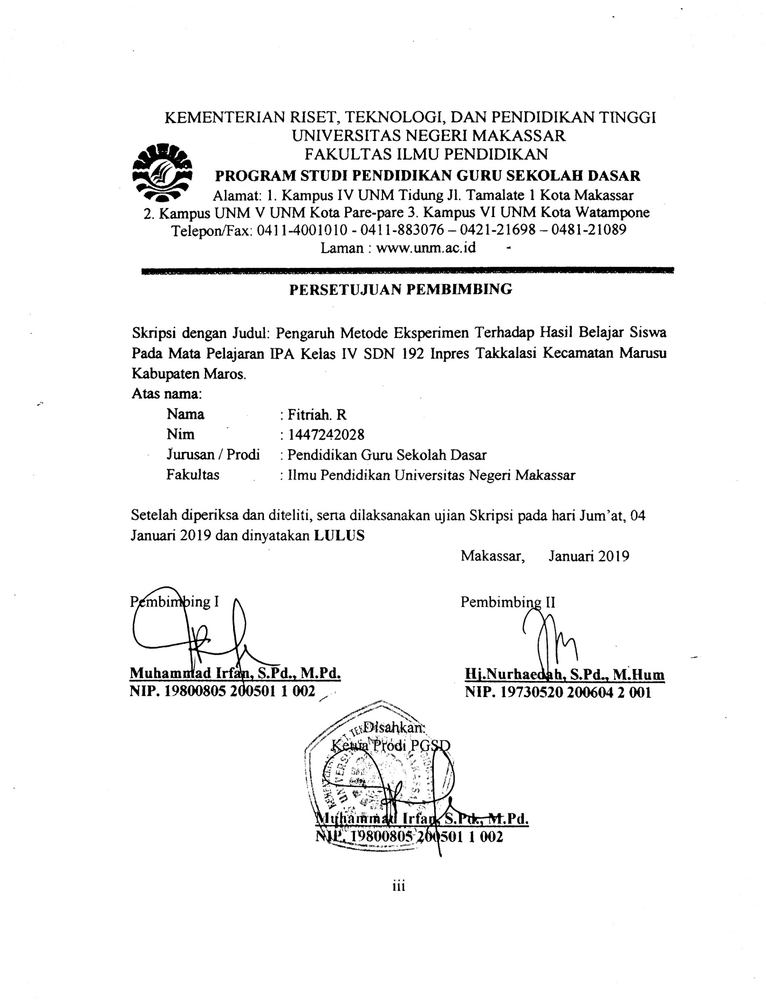 KEMENTERIAN RISET, TEKNOLOGI, DAN PENDIDIKAN TINGGI
UNIVERSITAS NEGERI MAKASSAR
FAKULTAS ILMU PENDIDIKAN
PROGRAM STUDI PENDIDIKAN GURU SEKOLAH DASAR
Alamat: 1. Kampus IV UNM Tidung Jl. Tamalate 1 Kota Makassar
2. Kampus UNM V UNM Kota Pare-pare 3. Kampus VI UNM Kota Watampone
Telepon/Fax: 0411-4001010 - 0411-883076 – 0421-21698 – 0481-21089
Laman : www.unm.ac.id -
PERSETUJUAN PEMBIMBING
Skripsi dengan Judul: Pengaruh Metode Eksperimen Terhadap Hasil Belajar Siswa
Pada Mata Pelajaran IPA Kelas IV SDN 192 Inpres Takkalasi Kecamatan Marusu
Kabupaten Maros.
Atas nama:
Nama : Fitriah. R
Nim : 1447242028
Jurusan / Prodi : Pendidikan Guru Sekolah Dasar
Fakultas : Ilmu Pendidikan Universitas Negeri Makassar
Setelah diperiksa dan diteliti, serta dilaksanakan ujian Skripsi pada hari Jum'at, 04
Januari 2019 dan dinyatakan LULUS
Makassar, Januari 2019
Pembimbing I Pembimbing II
Muhammad Irfan, S.Pd., M.Pd. Hj.Nurhaedah, S.Pd., M.Hum
NIP. 19800805 200501 1 002 NIP. 19730520 200604 2 001
Disahkan:
Ketua Prodi PGSD
Muhammad Irfan, S.Pd., M.Pd.
NIP. 19800805 200501 1 002
iii